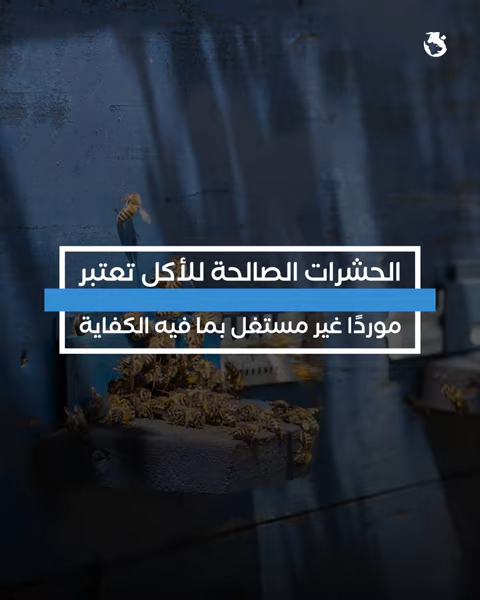 الحشرات الصالحة للأكل تعتبر
موردًا غير مستغل بما فيه الكفاية